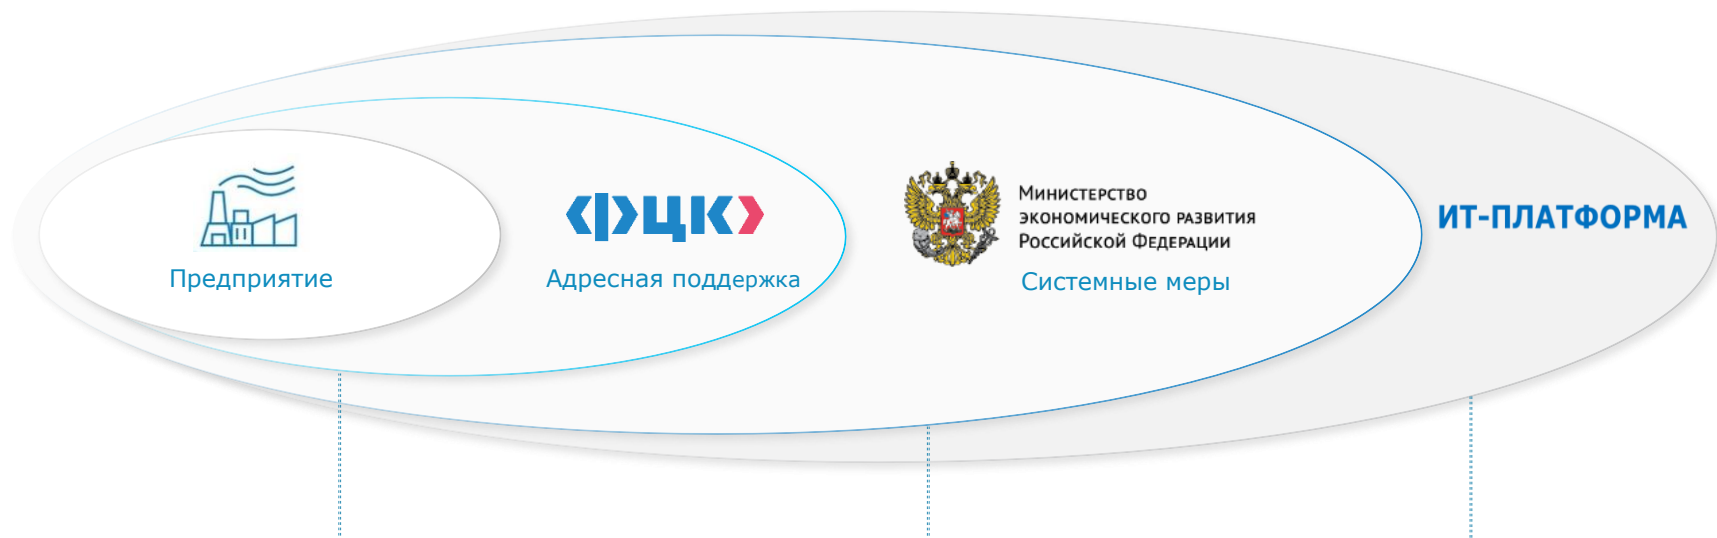 Предприятие
ФЦК
Адресная поддержка
Министерство
экономического развития
Российской Федерации
Системные меры
ИТ-ПЛАТФОРМА